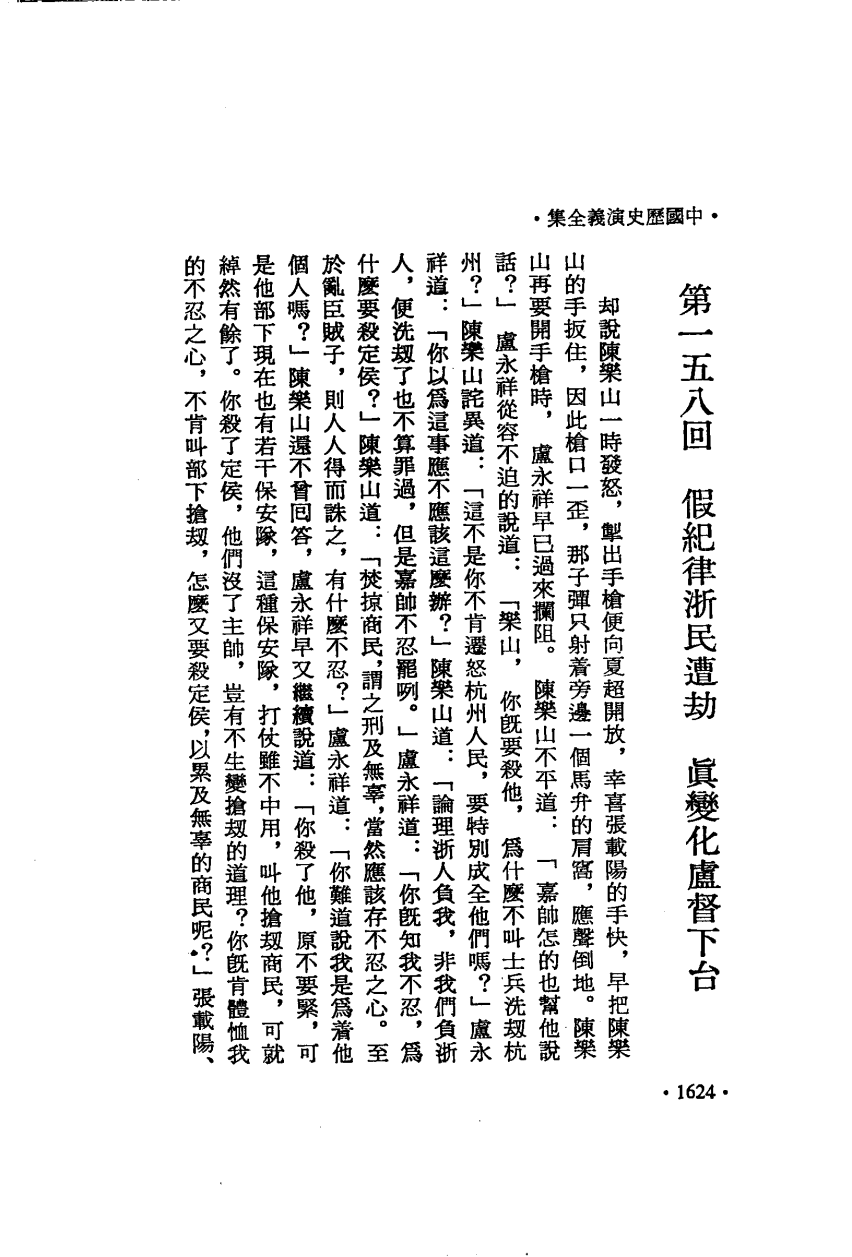 ·中國歷史演義全集·
第一五八回　假紀律浙民遭劫　眞變化盧督下台
却說陳樂山一時發怒，掣出手槍便向夏超開放，幸喜張載陽的手快，早把陳樂
山的手扳住，因此槍口一歪，那子彈只射着旁邊一個馬弁的肩窩，應聲倒地。陳樂
山再要開手槍時，盧永祥早已過來攔阻。陳樂山不平道：「嘉帥怎的也幫他說
話？」盧永祥從容不迫的說道：「樂山，你旣要殺他，爲什麼不叫士兵洗刼杭
州？」陳樂山詫異道：「這不是你不肯遷怒杭州人民，要特別成全他們嗎？」盧永
祥道：「你以爲這事應不應該這麼辦？」陳樂山道：「論理浙人負我，非我們負浙
人，便洗刼了也不算罪過，但是嘉帥不忍罷咧。」盧永祥道：「你旣知我不忍，爲
什麼要殺定侯？」陳樂山道：「焚掠商民，謂之刑及無辜，當然應該存不忍之心。至
於亂臣賊子，則人人得而誅之，有什麼不忍？」盧永祥道：「你難道說我是爲着他
個人嗎？」陳樂山還不曾回答，盧永祥早又繼續說道：「你殺了他，原不要緊，可
是他部下現在也有若干保安隊，這種保安隊，打仗雖不中用，叫他搶刼商民，可就
綽然有餘了。你殺了定侯，他們沒了主帥，豈有不生變搶刼的道理？你旣肯體恤我
的不忍之心，不肯叫部下搶刼，怎麼又要殺定侯，以累及無辜的商民呢？」張載陽、
·1624·